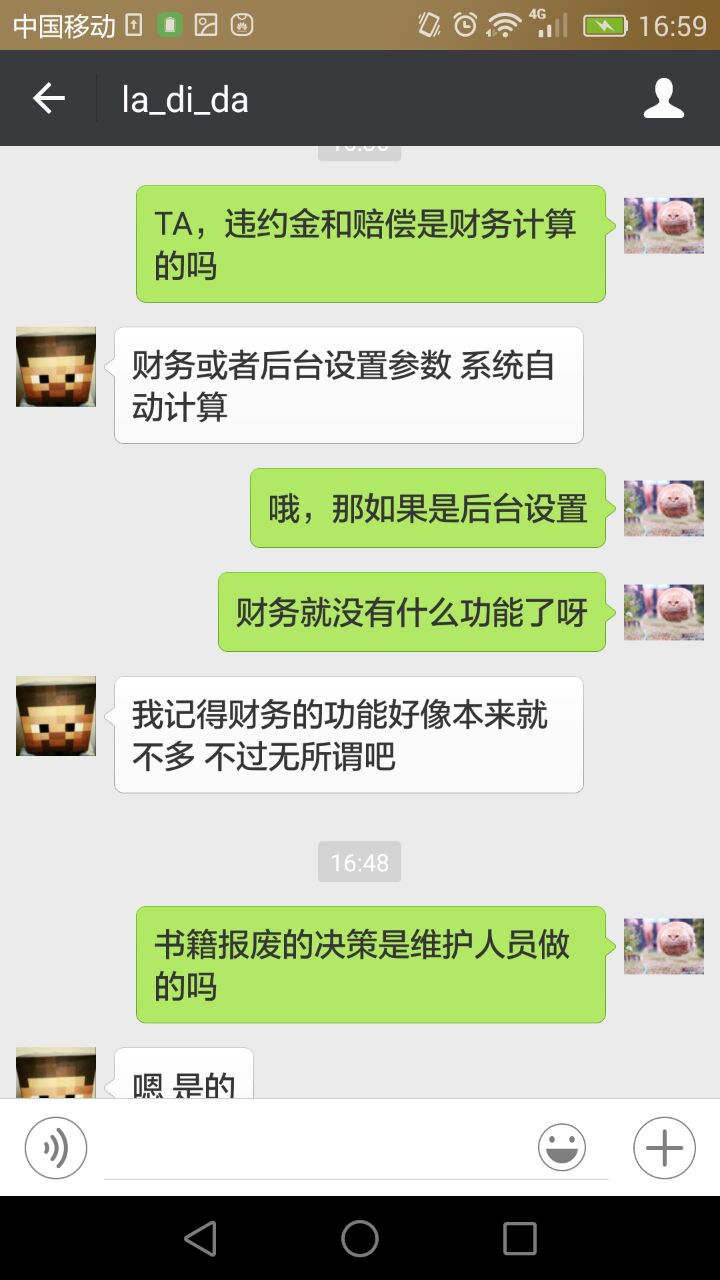 中国移动 4G 16:59
la_di_da
TA，违约金和赔偿是财务计算
的吗
财务或者后台设置参数 系统自
动计算
哦，那如果是后台设置
财务就没有什么功能了呀
我记得财务的功能好像本来就
不多 不过无所谓吧
16:48
书籍报废的决策是维护人员做
的吗
嗯 是的